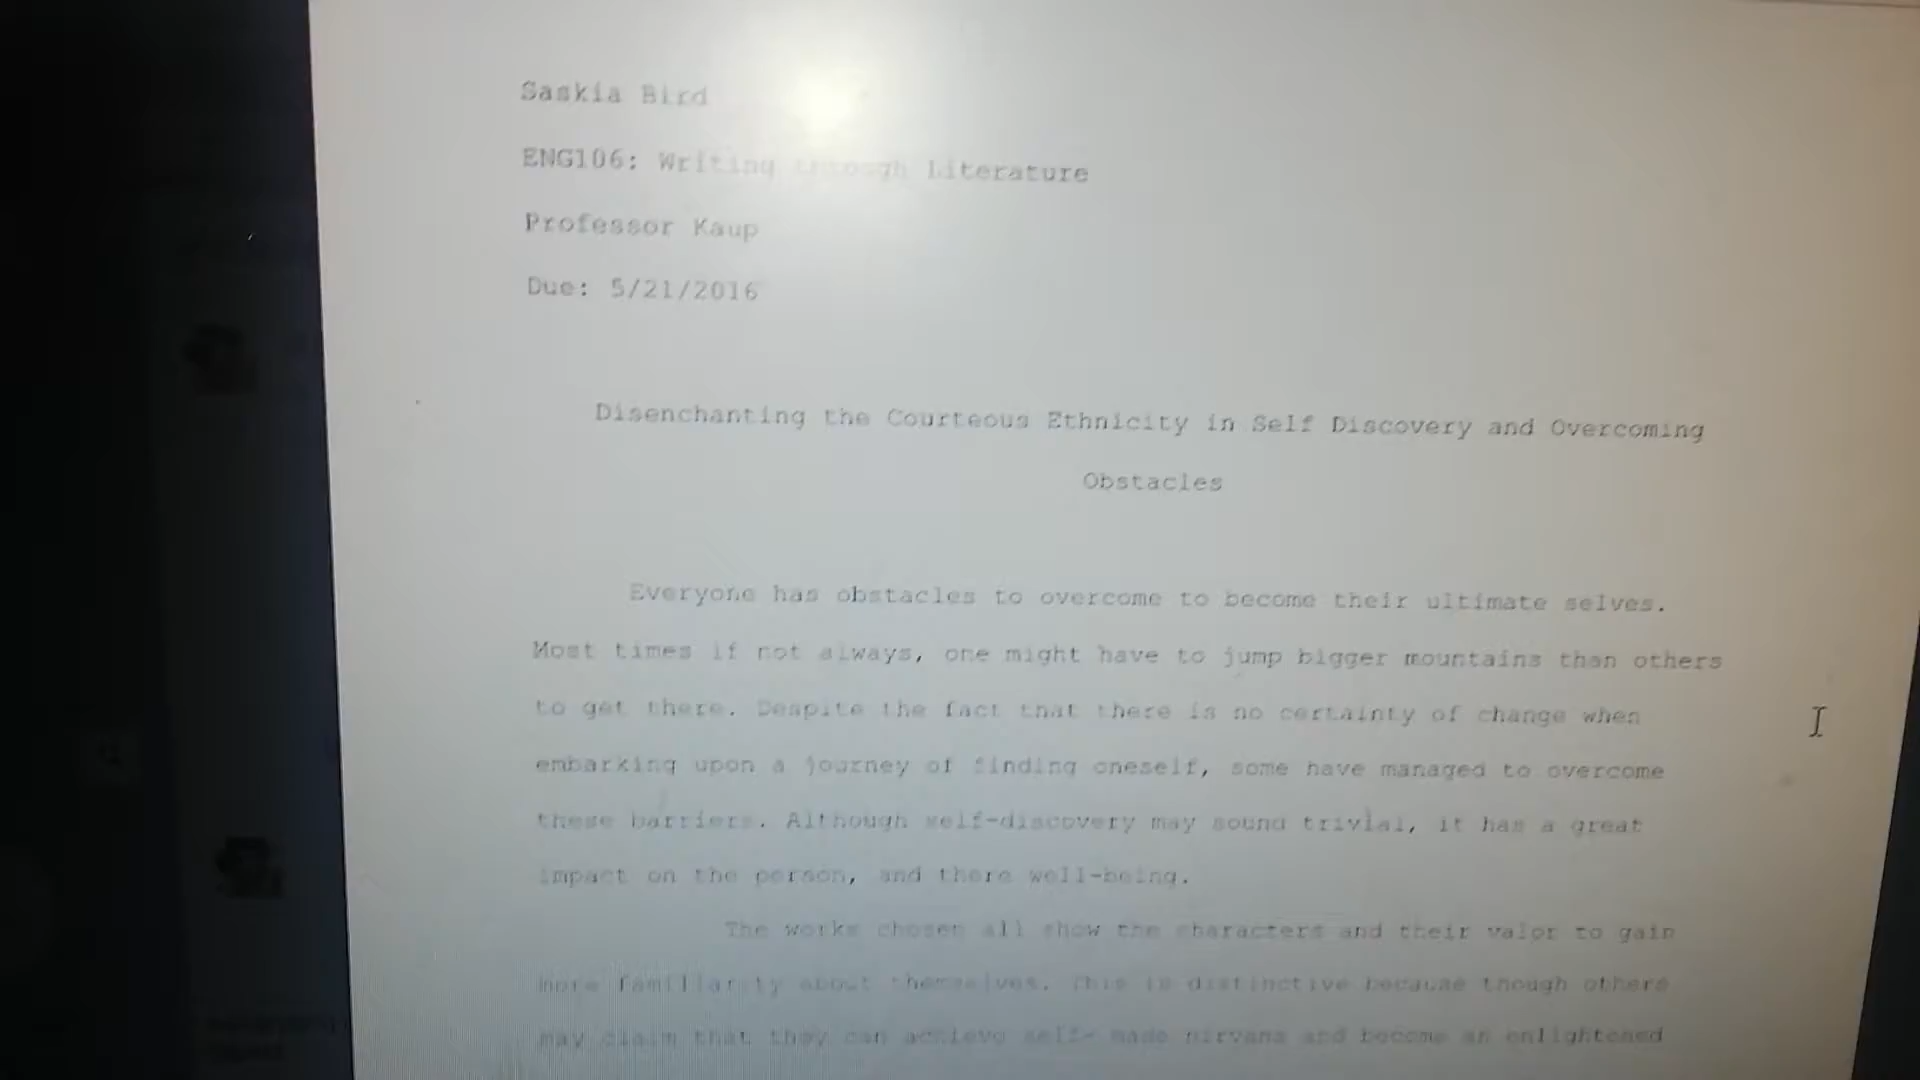 Saskia Bird
ENG106: Writing through Literature
Professor Kaup
Due: 5/21/2016
Disenchanting the Courteous Ethnicity in Self Discovery and Overcoming
Obstacles
Everyone has obstacles to overcome to become their ultimate selves.
Most times if not always, one might have to jump bigger mountains than others
to get there. Despite the fact that there is no certainty of change when
embarking upon a journey of finding oneself, some have managed to overcome
these barriers. Although self-discovery may sound trivial, it has a great
impact on the person, and there well-being.
The works chosen all show the characters and their valor to gain
more familiarity about themselves. This is distinctive because though others
may claim that they can achieve self- made nirvana and become an enlightened